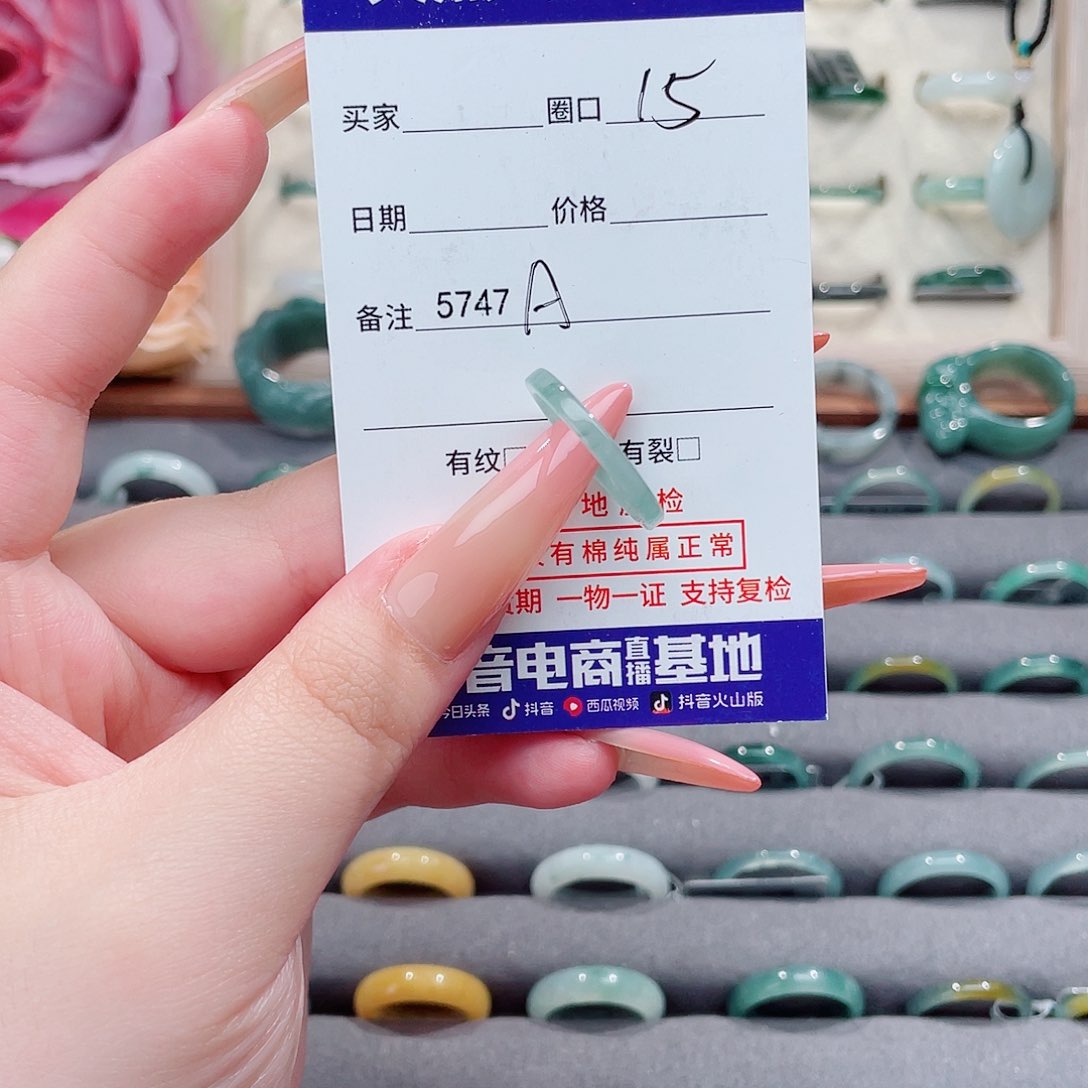 买家 圈口 15
日期 价格
备注 5747 A
有纹□ 有裂□
地 检
有棉纯属正常
期 一物一证 支持复检
音电商直播基地
今日头条 抖音 西瓜视频 抖音火山版